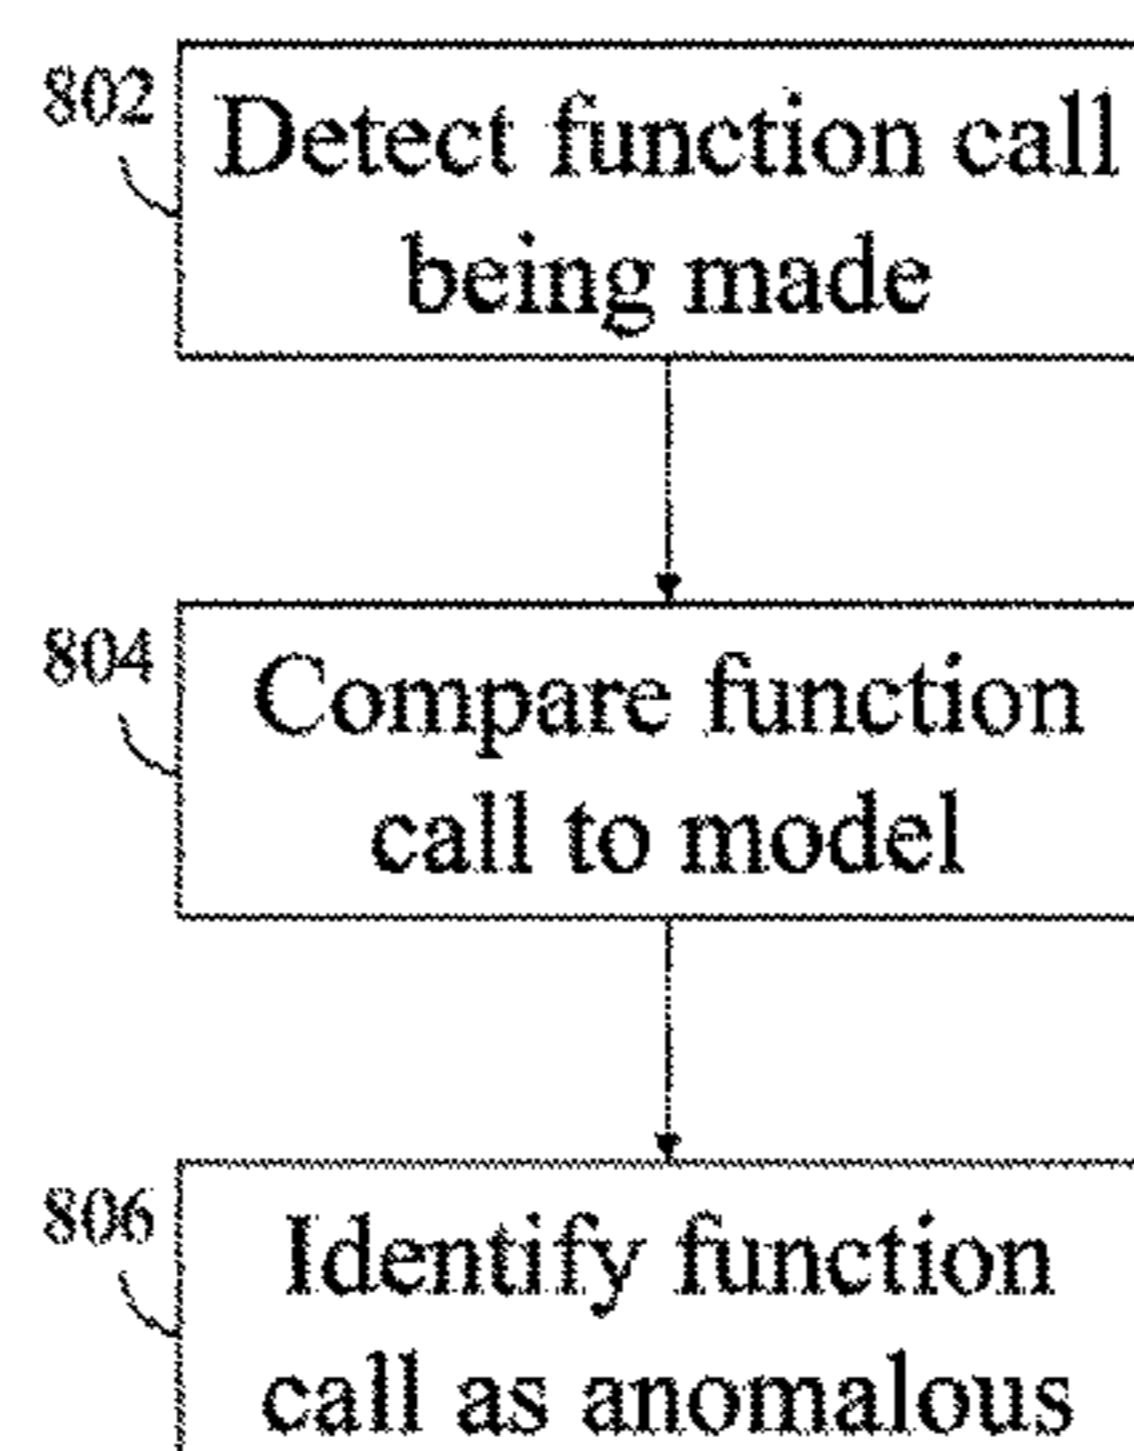 802
Detect function call
being made
804
Compare function
call to model
806
Identify function
call as anomalous